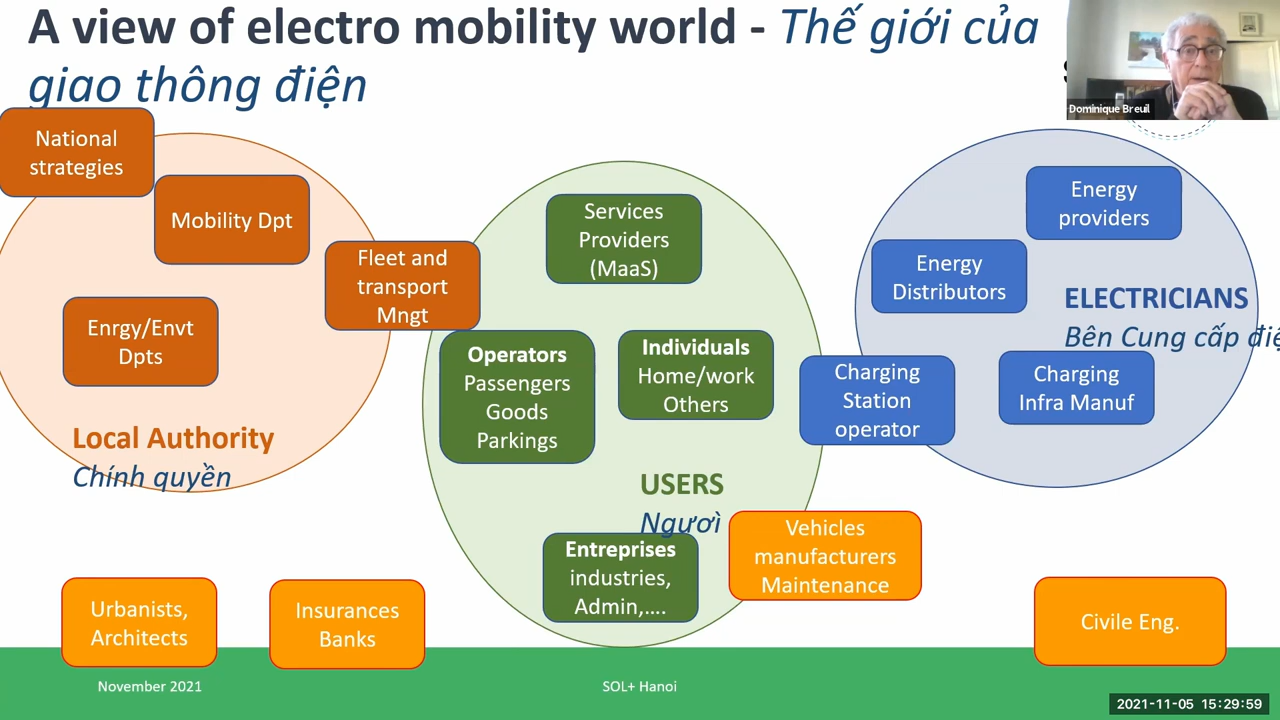 A view of electro mobility world - Thế giới của
giao thông điện
Dominique Breuil
National
strategies
Mobility Dpt
Fleet and
transport
Mngt
Enrgy/Envt
Dpts
Local Authority
Chính quyền
Services
Providers
(MaaS)
Operators
Passengers
Goods
Parkings
Individuals
Home/work
Others
USERS
Ngươì
Entreprises
industries,
Admin,....
Energy
providers
Energy
Distributors
ELECTRICIANS
Bên Cung cấp
Charging
Station
operator
Charging
Infra Manuf
Vehicles
manufacturers
Maintenance
Urbanists,
Architects
Insurances
Banks
Civile Eng.
November 2021
SOL+ Hanoi
2021-11-05 15:29:59